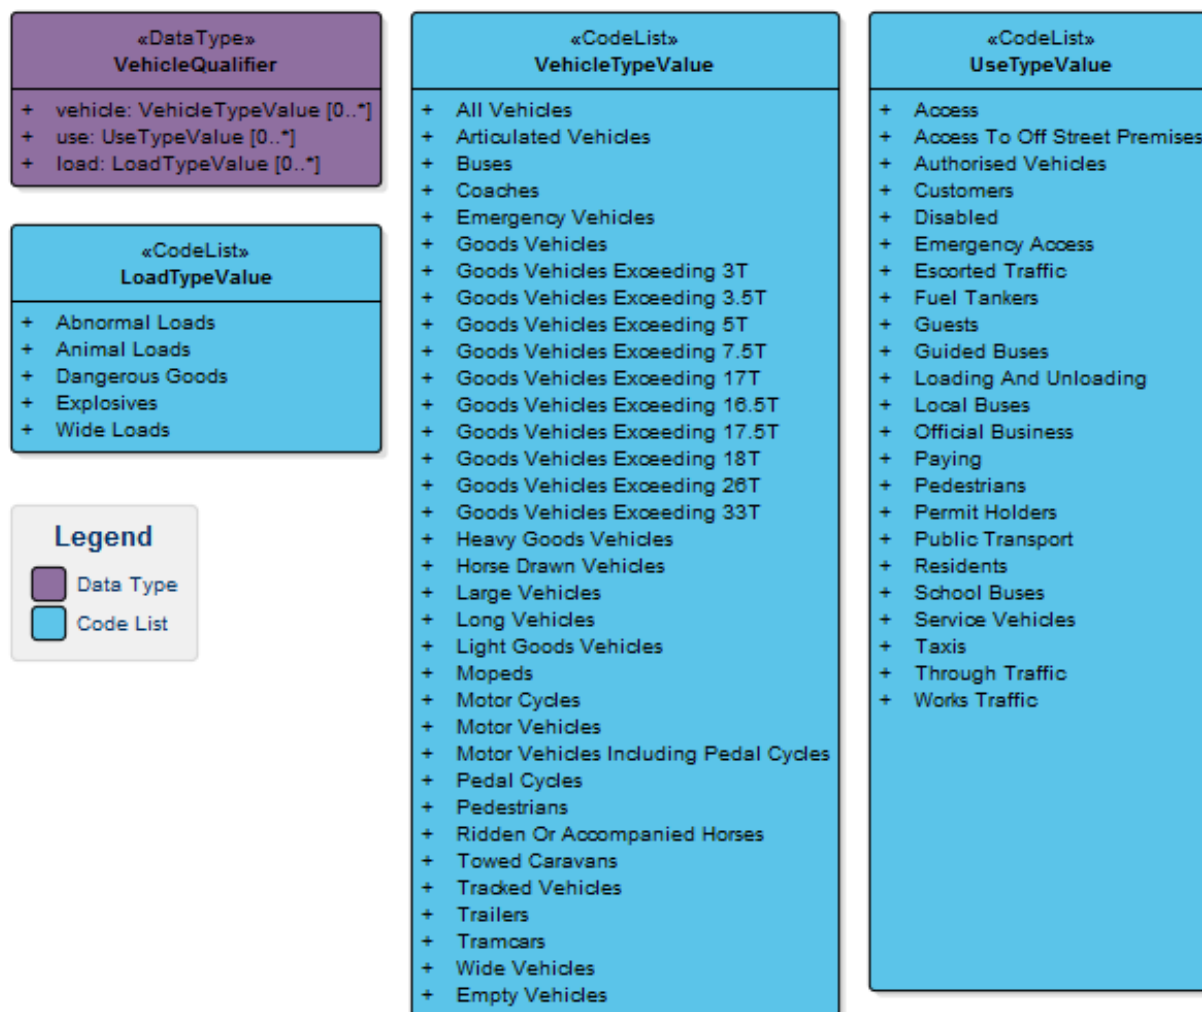 «DataType»
VehicleQualifier
+ vehicle: VehicleTypeValue [0..*]
+ use: UseTypeValue [0..*]
+ load: LoadTypeValue [0..*]
«CodeList»
LoadTypeValue
+ Abnormal Loads
+ Animal Loads
+ Dangerous Goods
+ Explosives
+ Wide Loads
Legend
Data Type
Code List
«CodeList»
VehicleTypeValue
+ All Vehicles
+ Articulated Vehicles
+ Buses
+ Coaches
+ Emergency Vehicles
+ Goods Vehicles
+ Goods Vehicles Exceeding 3T
+ Goods Vehicles Exceeding 3.5T
+ Goods Vehicles Exceeding 5T
+ Goods Vehicles Exceeding 7.5T
+ Goods Vehicles Exceeding 17T
+ Goods Vehicles Exceeding 16.5T
+ Goods Vehicles Exceeding 17.5T
+ Goods Vehicles Exceeding 18T
+ Goods Vehicles Exceeding 26T
+ Goods Vehicles Exceeding 33T
+ Heavy Goods Vehicles
+ Horse Drawn Vehicles
+ Large Vehicles
+ Long Vehicles
+ Light Goods Vehicles
+ Mopeds
+ Motor Cycles
+ Motor Vehicles
+ Motor Vehicles Including Pedal Cycles
+ Pedal Cycles
+ Pedestrians
+ Ridden Or Accompanied Horses
+ Towed Caravans
+ Tracked Vehicles
+ Trailers
+ Tramcars
+ Wide Vehicles
+ Empty Vehicles
«CodeList»
UseTypeValue
+ Access
+ Access To Off Street Premises
+ Authorised Vehicles
+ Customers
+ Disabled
+ Emergency Access
+ Escorted Traffic
+ Fuel Tankers
+ Guests
+ Guided Buses
+ Loading And Unloading
+ Local Buses
+ Official Business
+ Paying
+ Pedestrians
+ Permit Holders
+ Public Transport
+ Residents
+ School Buses
+ Service Vehicles
+ Taxis
+ Through Traffic
+ Works Traffic